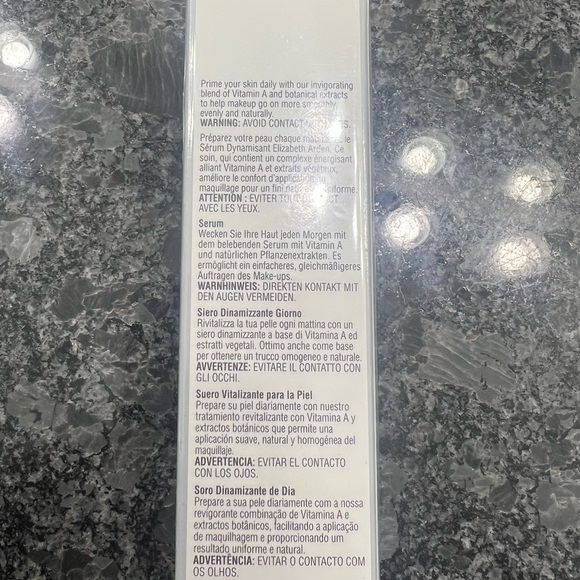 Prime your skin daily with our invigorating
blend of Vitamin A and botanical extracts
to help makeup go on more smoothly,
evenly and naturally.
WARNING: AVOID CONTACT WITH EYES.
Préparez votre peau chaque matin le
Sérum Dynamisant Elizabeth Arden. Ce
soin, qui contient un complexe énergisant
alliant Vitamine A et extraits végétaux,
améliore le confort d'application
maquillage pour un fini uniforme.
ATTENTION : EVITER TOUT
AVEC LES YEUX.
Serum
Wecken Sie Ihre Haut jeden Morgen mit
dem belebenden Serum mit Vitamin A
und natürlichen Pflanzenextrakten. Es
ermöglicht ein einfacheres, gleichmäßigeres
Auftragen des Make-ups.
WARNHINWEIS: DIREKTEN KONTAKT MIT
DEN AUGEN VERMEIDEN.
Siero Dinamizzante Giorno
Rivitalizza la tua pelle ogni mattina con un
siero dinamizzante a base di Vitamina A ed
estratti vegetali. Ottimo anche come base
per ottenere un trucco omogeneo e naturale.
AVVERTENZE: EVITARE IL CONTATTO CON
GLI OCCHI.
Suero Vitalizante para la Piel
Prepare su piel diariamente con nuestro
tratamiento revitalizante con Vitamina A y
extractos botánicos que permite una
aplicación suave, natural y homogénea del
maquillaje.
ADVERTENCIA: EVITAR EL CONTACTO
CON LOS OJOS.
Soro Dinamizante de Dia
Prepare a sua pele diariamente com a nossa
revigorante combinação de Vitamina A e
extractos botânicos, facilitando a aplicação
de maquilhagem e proporcionando um
resultado uniforme e natural.
ADVERTÊNCIA: EVITAR O CONTACTO COM
OS OLHOS.